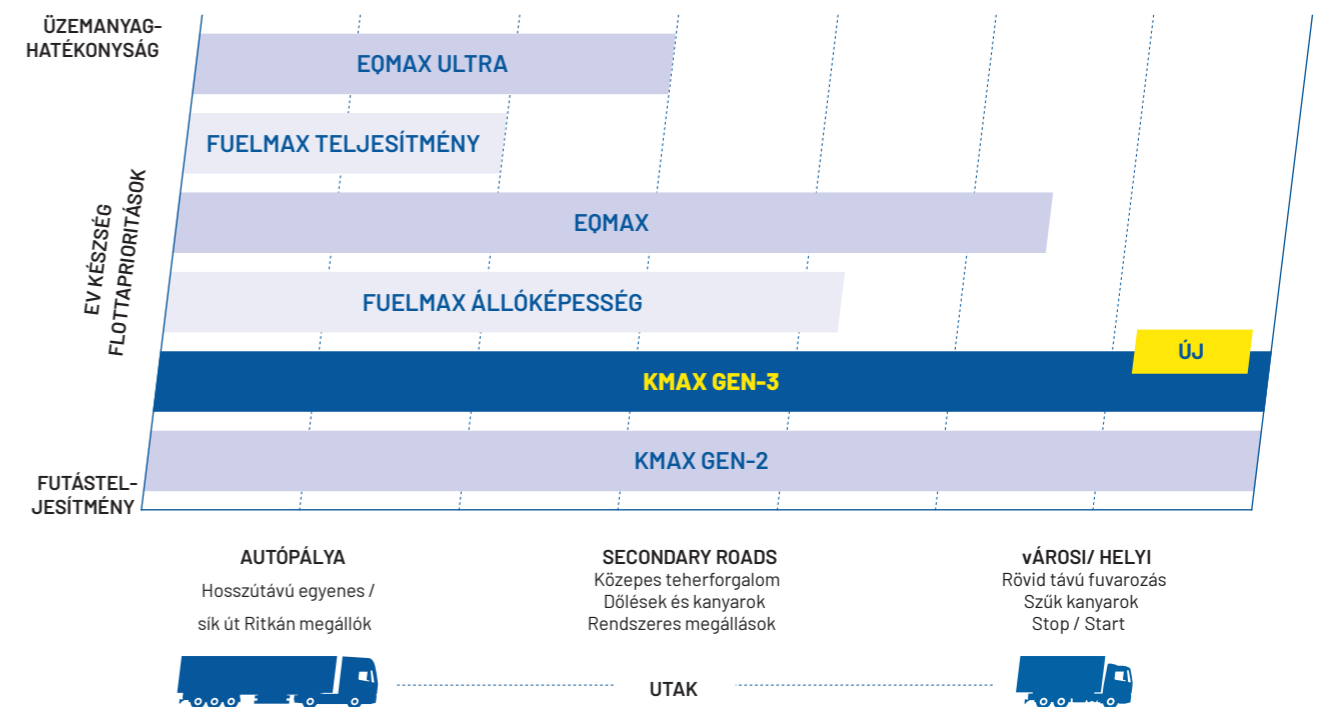 ÜZEMANYAG-
HATÉKONYSÁG
EQMAX ULTRA
FUELMAX TELJESÍTMÉNY
EV KÉSZSÉG
FLOTTAPRIORITÁSOK
EQMAX
FUELMAX ÁLLÓKÉPESSÉG
ÚJ
KMAX GEN-3
KMAX GEN-2
FUTÁSTEL-
JESÍTMÉNY
AUTÓPÁLYA
Hosszútávú egyenes /
sík út Ritkán megállók
SECONDARY ROADS
Közepes teherforgalom
Dőlések és kanyarok
Rendszeres megállások
vÁROSI/ HELYI
Rövid távú fuvarozás
Szűk kanyarok
Stop / Start
UTAK